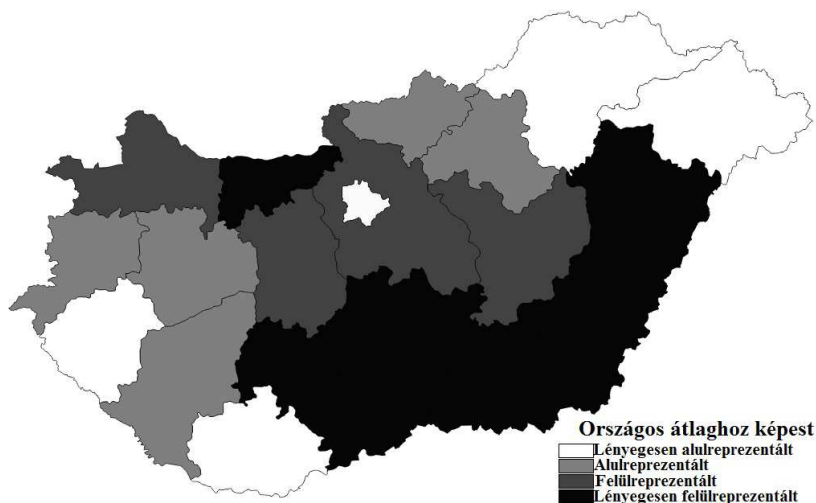 Országos átlaghoz képest
Lényegesen alulreprezentált
Alulreprezentált
Felülreprezentált
Lényegesen felülreprezentált